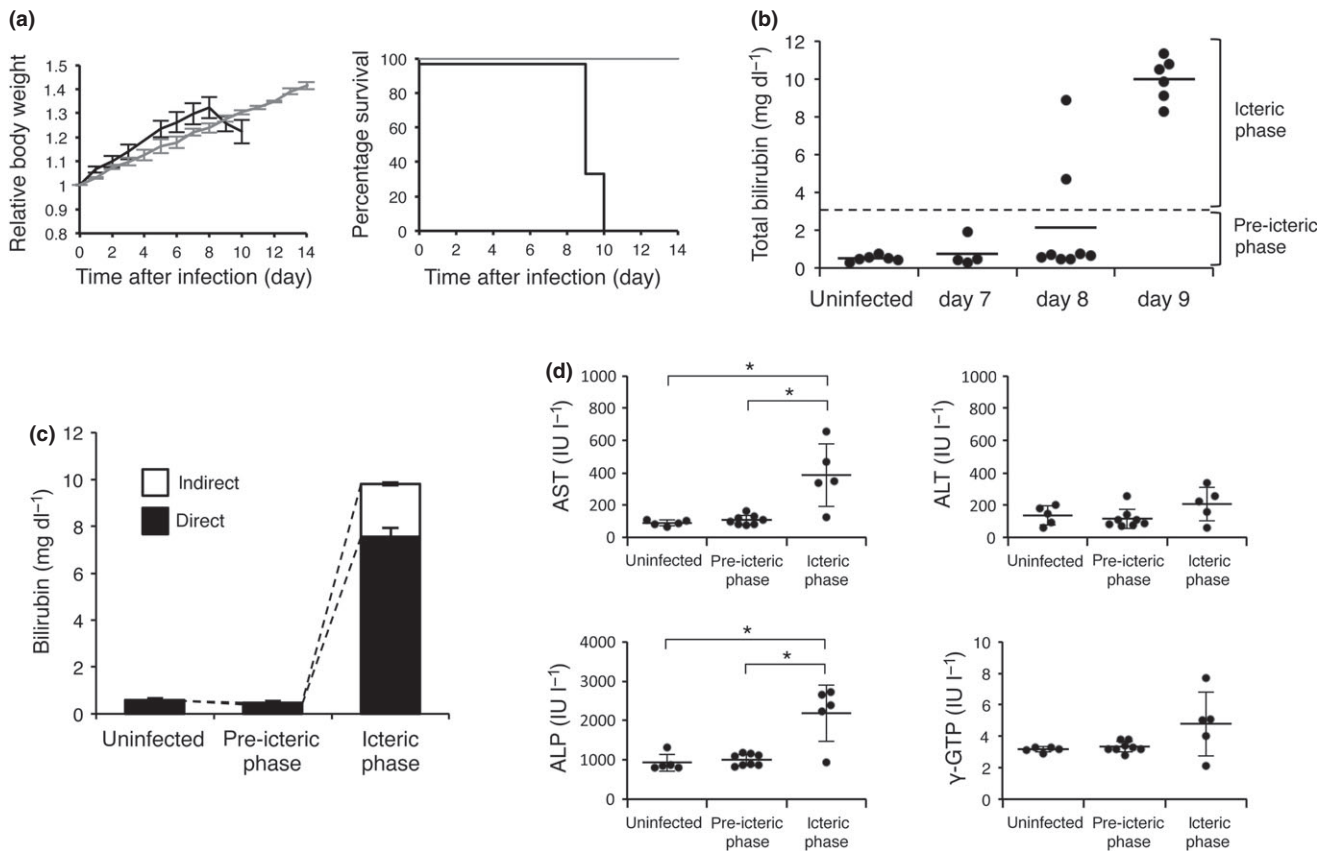 (a)
Relative body weight
1.5
1.4
1.3
1.2
1.1
1
0.9
0.8
0 2 4 6 8 10 12 14
Time after infection (day)
Percentage survival
100
80
60
40
20
0
0 2 4 6 8 10 12 14
Time after infection (day)
(b)
Total bilirubin (mg dl⁻¹)
12
10
8
6
4
2
0
Uninfected day 7 day 8 day 9
Icteric
phase
Pre-icteric
phase
(c)
Bilirubin (mg dl⁻¹)
12
10
8
6
4
2
0
Indirect
Direct
Uninfected Pre-icteric Icteric
phase phase
(d)
AST (IU l⁻¹)
1000
800
600
400
200
0
*
*
Uninfected Pre-icteric Icteric
phase phase
ALT (IU l⁻¹)
1000
800
600
400
200
0
Uninfected Pre-icteric Icteric
phase phase
ALP (IU l⁻¹)
4000
3000
2000
1000
0
*
*
Uninfected Pre-icteric Icteric
phase phase
γ-GTP (IU l⁻¹)
10
8
6
4
2
0
Uninfected Pre-icteric Icteric
phase phase